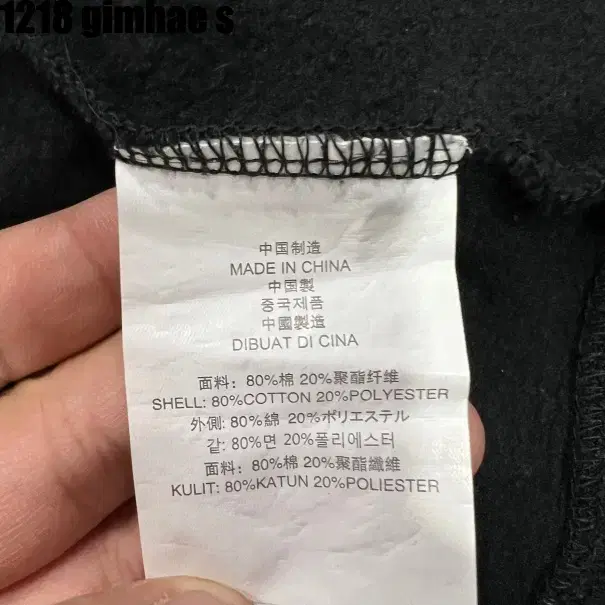 1218 gimhae s
中国制造
MADE IN CHINA
中国製
중국제품
中國製造
DIBUAT DI CINA
面料: 80%棉 20%聚酯纤维
SHELL: 80%COTTON 20%POLYESTER
外側: 80%綿 20%ポリエステル
같: 80%면 20%폴리에스터
面料: 80%棉 20%聚酯纖維
KULIT: 80%KATUN 20%POLIESTER